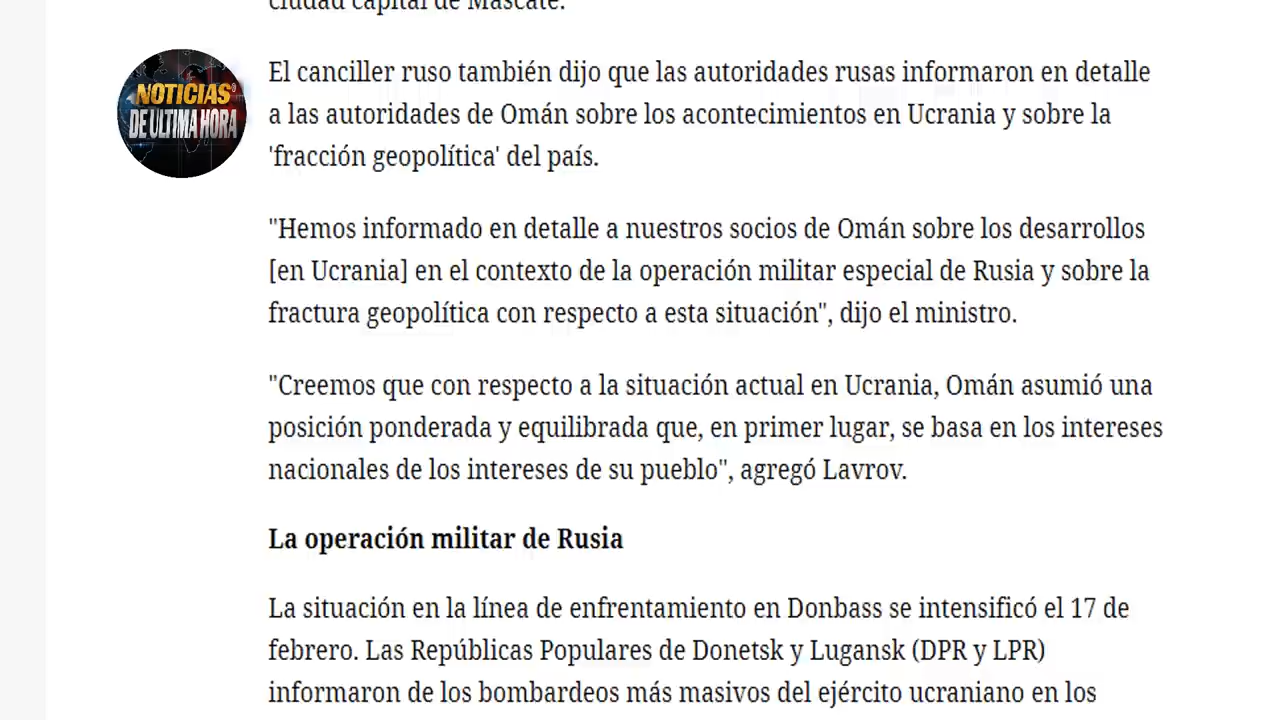 ciudad capital de Mascate.
NOTICIAS
DE ULTIMA HORA
El canciller ruso también dijo que las autoridades rusas informaron en detalle
a las autoridades de Omán sobre los acontecimientos en Ucrania y sobre la
'fracción geopolítica' del país.
"Hemos informado en detalle a nuestros socios de Omán sobre los desarrollos
[en Ucrania] en el contexto de la operación militar especial de Rusia y sobre la
fractura geopolítica con respecto a esta situación", dijo el ministro.
"Creemos que con respecto a la situación actual en Ucrania, Omán asumió una
posición ponderada y equilibrada que, en primer lugar, se basa en los intereses
nacionales de los intereses de su pueblo", agregó Lavrov.
La operación militar de Rusia
La situación en la línea de enfrentamiento en Donbass se intensificó el 17 de
febrero. Las Repúblicas Populares de Donetsk y Lugansk (DPR y LPR)
informaron de los bombardeos más masivos del ejército ucraniano en los